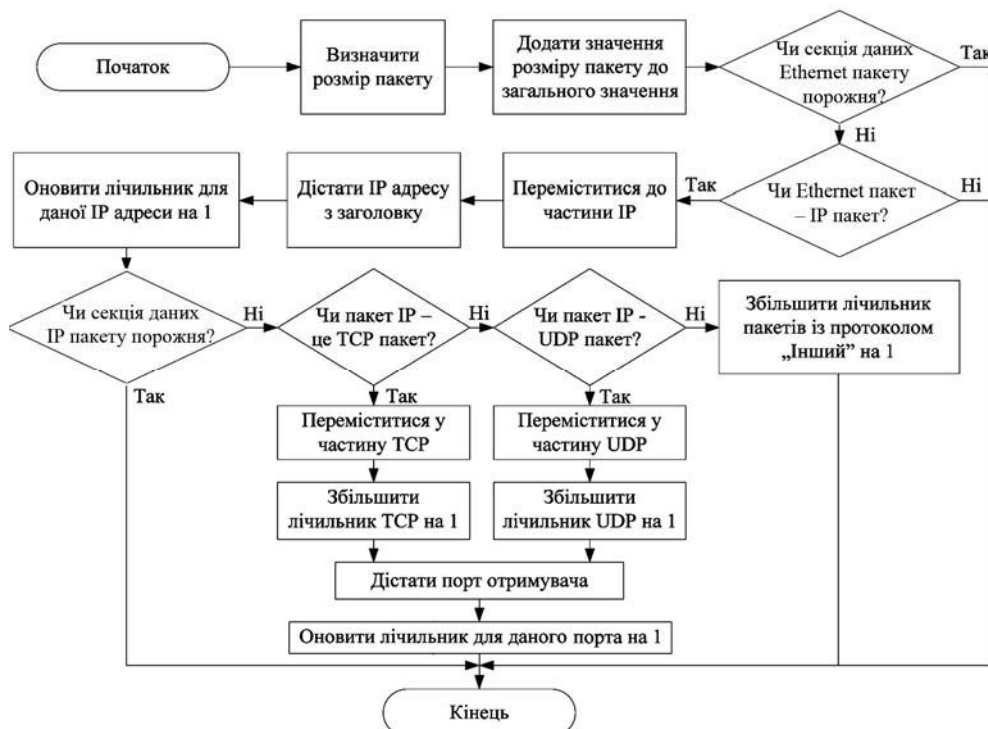 Початок
Визначити
розмір пакету
Додати значення
розміру пакету до
загального значення
Чи секція даних
Ethernet пакету
порожня?
Так
Ні
Чи Ethernet пакет
– IP пакет?
Ні
Так
Переміститися до
частини IP
Дістати IP адресу
з заголовку
Оновити лічильник для
даної IP адреси на 1
Чи секція даних
IP пакету порожня?
Ні
Так
Чи пакет IP –
це TCP пакет?
Ні
Так
Чи пакет IP -
UDP пакет?
Ні
Так
Збільшити лічильник
пакетів із протоколом
„Інший” на 1
Переміститися у
частину TCP
Переміститися у
частину UDP
Збільшити
лічильник TCP на 1
Збільшити
лічильник UDP на 1
Дістати порт отримувача
Оновити лічильник для даного порта на 1
Кінець